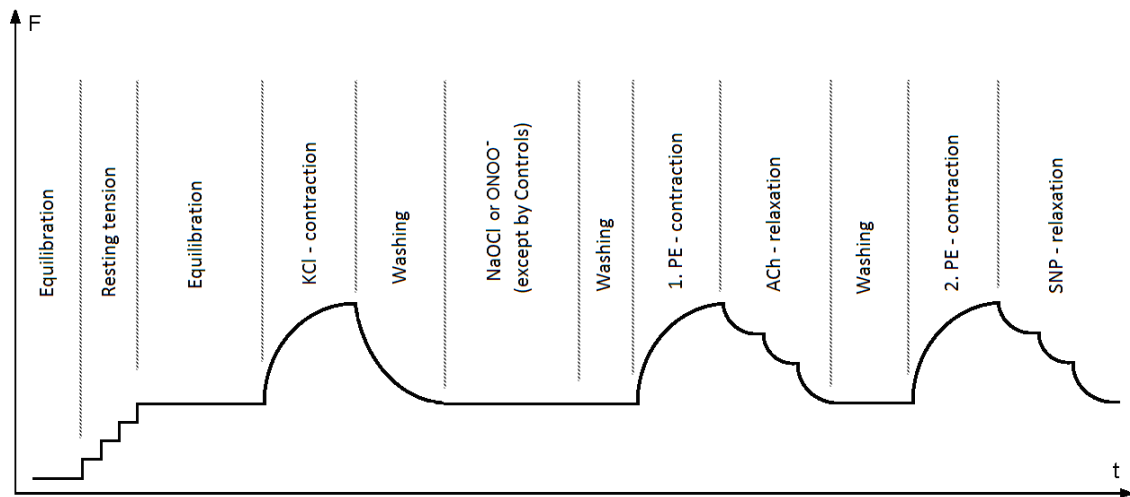 F
Equilibration
Resting tension
Equilibration
KCl - contraction
Washing
NaOCl or ONOO⁻
(except by Controls)
Washing
1. PE - contraction
ACh - relaxation
Washing
2. PE - contraction
SNP - relaxation
t